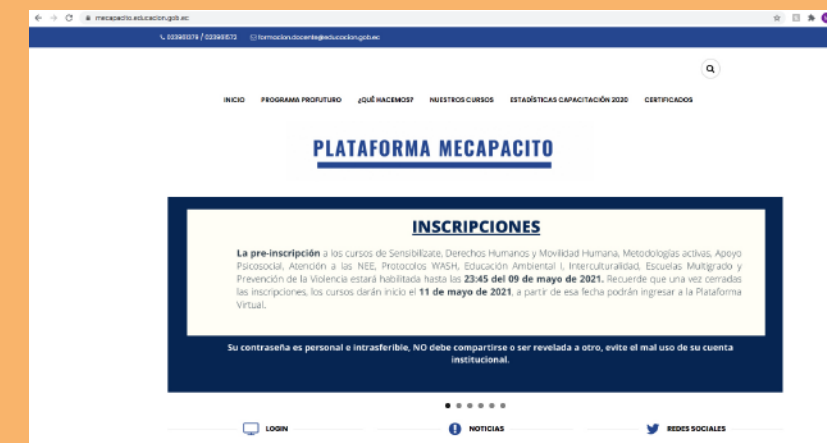 mecapacito.educacion.gob.ec
formacion.docente@educacion.gob.ec
INICIO PROGRAMA PROFUTURO ¿QUÉ HACEMOS? NUESTROS CURSOS ESTADÍSTICAS CAPACITACIÓN 2020 CERTIFICADOS
PLATAFORMA MECAPACITO
INSCRIPCIONES
La pre-inscripción a los cursos de Sensibilízate, Derechos Humanos y Movilidad Humana, Metodologías activas, Apoyo
Psicosocial, Atención a las NEE, Protocolos WASH, Educación Ambiental I, Interculturalidad, Escuelas Multigrado y
Prevención de la Violencia estará habilitada hasta las 23:45 del 09 de mayo de 2021. Recuerde que una vez cerradas
las inscripciones, los cursos darán inicio el 11 de mayo de 2021, a partir de esa fecha podrán ingresar a la Plataforma
Virtual.
Su contraseña es personal e intrasferible, NO debe compartirse o ser revelada a otro, evite el mal uso de su cuenta
institucional.
LOGIN NOTICIAS REDES SOCIALES